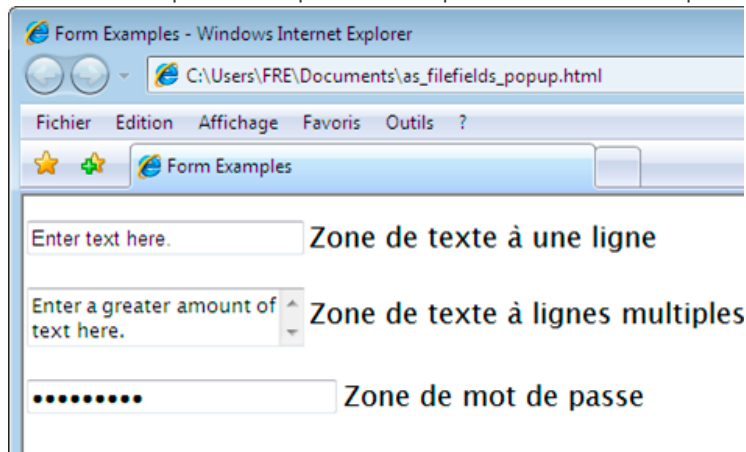 Form Examples - Windows Internet Explorer
C:\Users\FRE\Documents\as_filefields_popup.html
Fichier Edition Affichage Favoris Outils ?
Form Examples
Enter text here. Zone de texte à une ligne
Enter a greater amount of
text here.
Zone de texte à lignes multiples
••••••••• Zone de mot de passe